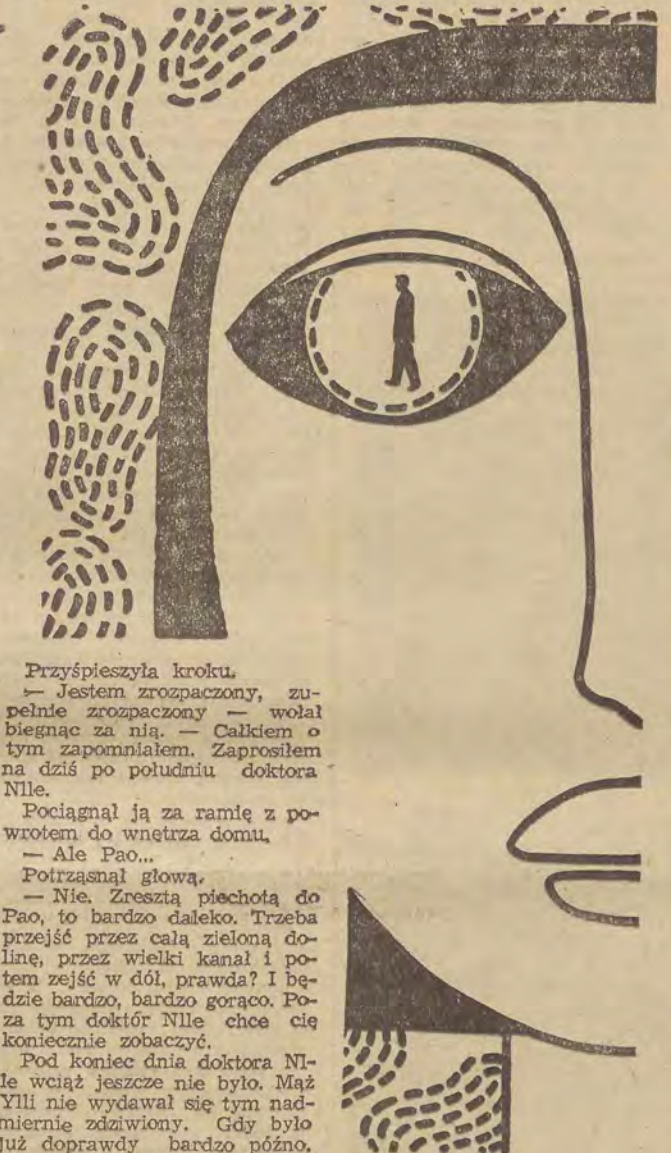 Przyśpieszyła kroku.
— Jestem zrozpaczony, zu-
pełnie zrozpaczony — wołał
biegnąc za nią. — Całkiem o
tym zapomniałem. Zaprosiłem
na dziś po południu doktora
Nlle.
Pociągnął ją za ramię z po-
wrotem do wnętrza domu.
— Ale Pao...
Potrząsnął głową.
— Nie. Zresztą piechotą do
Pao, to bardzo daleko. Trzeba
przejść przez całą zieloną do-
linę, przez wielki kanał i po-
tem zejść w dół, prawda? I bę-
dzie bardzo, bardzo gorąco. Po-
za tym doktór Nlle chce cię
koniecznie zobaczyć.
Pod koniec dnia doktora Nl-
le wciąż jeszcze nie było. Mąż
Ylli nie wydawał się tym nad-
miernie zdziwiony. Gdy było
już doprawdy bardzo późno,